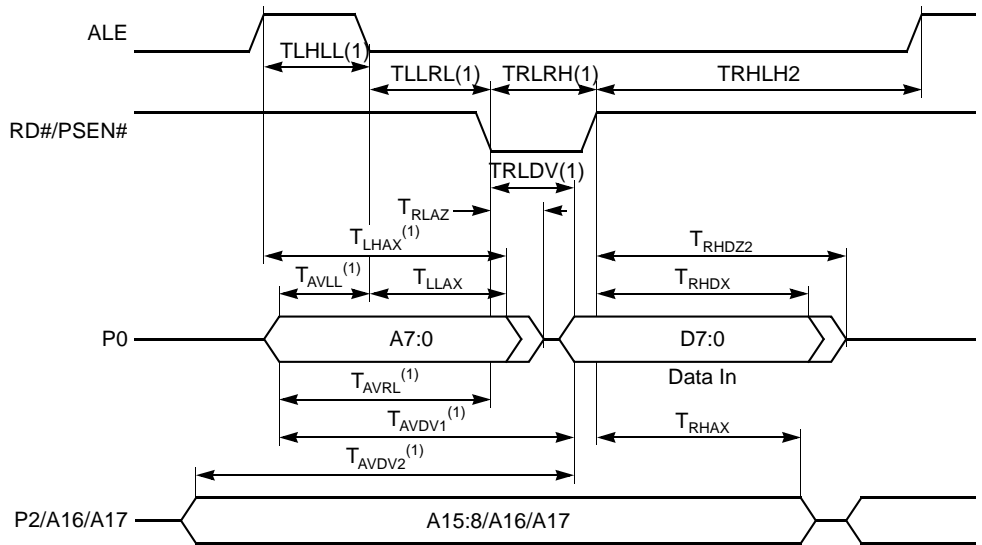 ALE
TLHLL(1)
TLLRL(1) TRLRH(1) TRHLH2
RD#/PSEN#
TRLDV(1)
TRLAZ
TLHAX(1) TRHDZ2
TAVLL(1) TLLAX TRHDX
P0 A7:0 D7:0
Data In
TAVRL(1)
TAVDV1(1) TRHAX
TAVDV2(1)
P2/A16/A17 A15:8/A16/A17